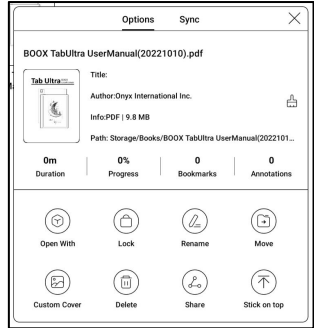 Options Sync
BOOX TabUltra UserManual(20221010).pdf
Tab Ultra
Title:
Author:Onyx International Inc.
Info:PDF | 9.8 MB
Path: Storage/Books/BOOX TabUltra UserManual(2022101...
0m 0% 0 0
Duration Progress Bookmarks Annotations
Open With Lock Rename Move
Custom Cover Delete Share Stick on top